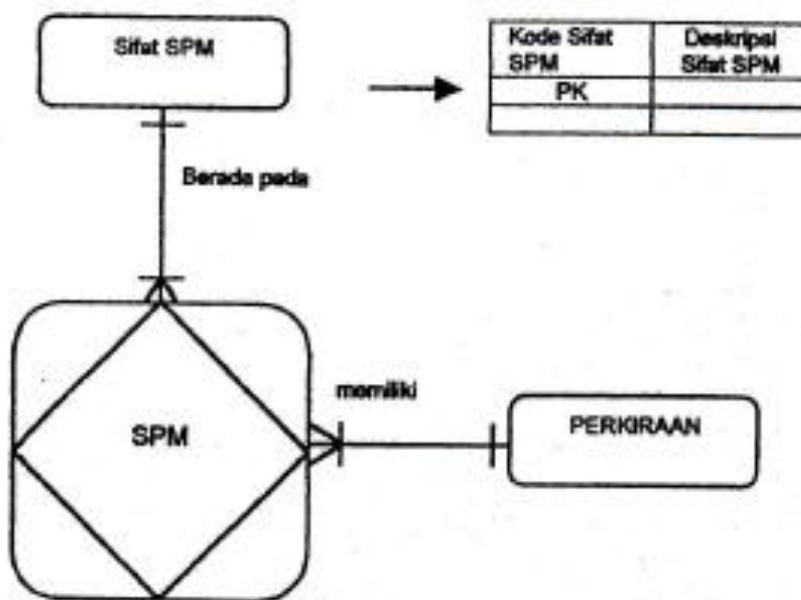 Sifat SPM
Kode Sifat
SPM
Deskripsi
Sifat SPM
PK
Berada pada
SPM
memiliki
PERKIRAAN